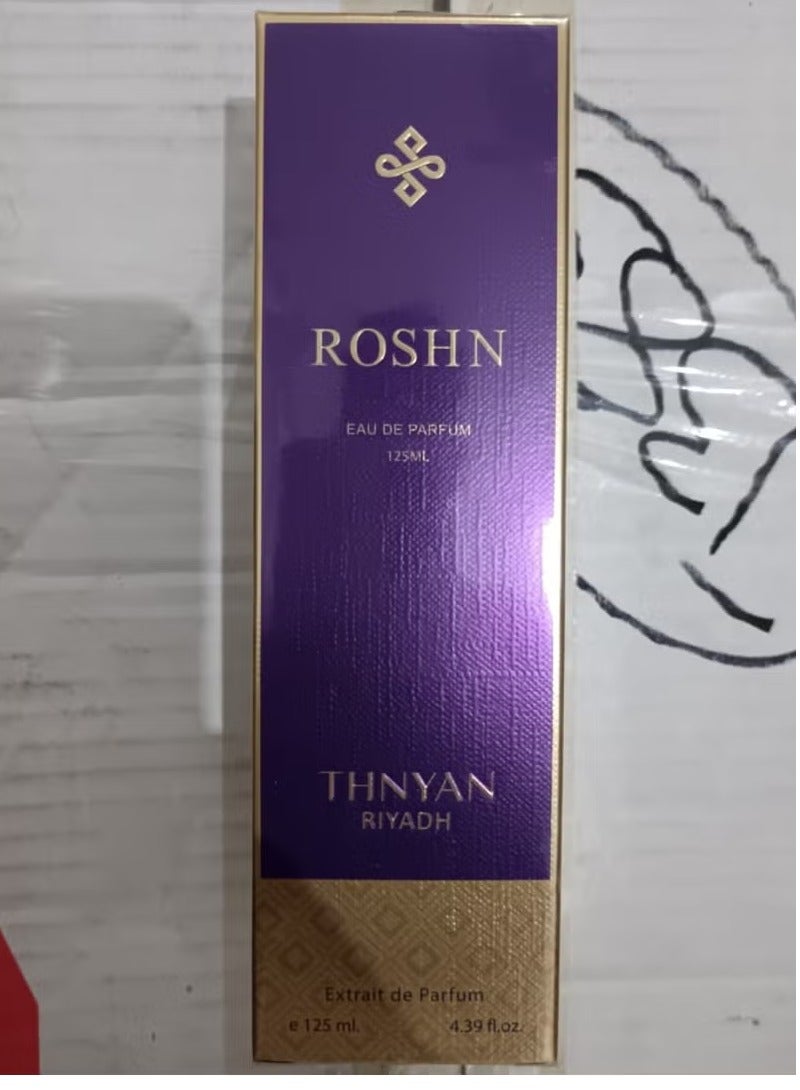 ROSHN
EAU DE PARFUM
125ML
THNYAN
RIYADH
Extrait de Parfum
e 125 ml. 4.39 fl.oz.